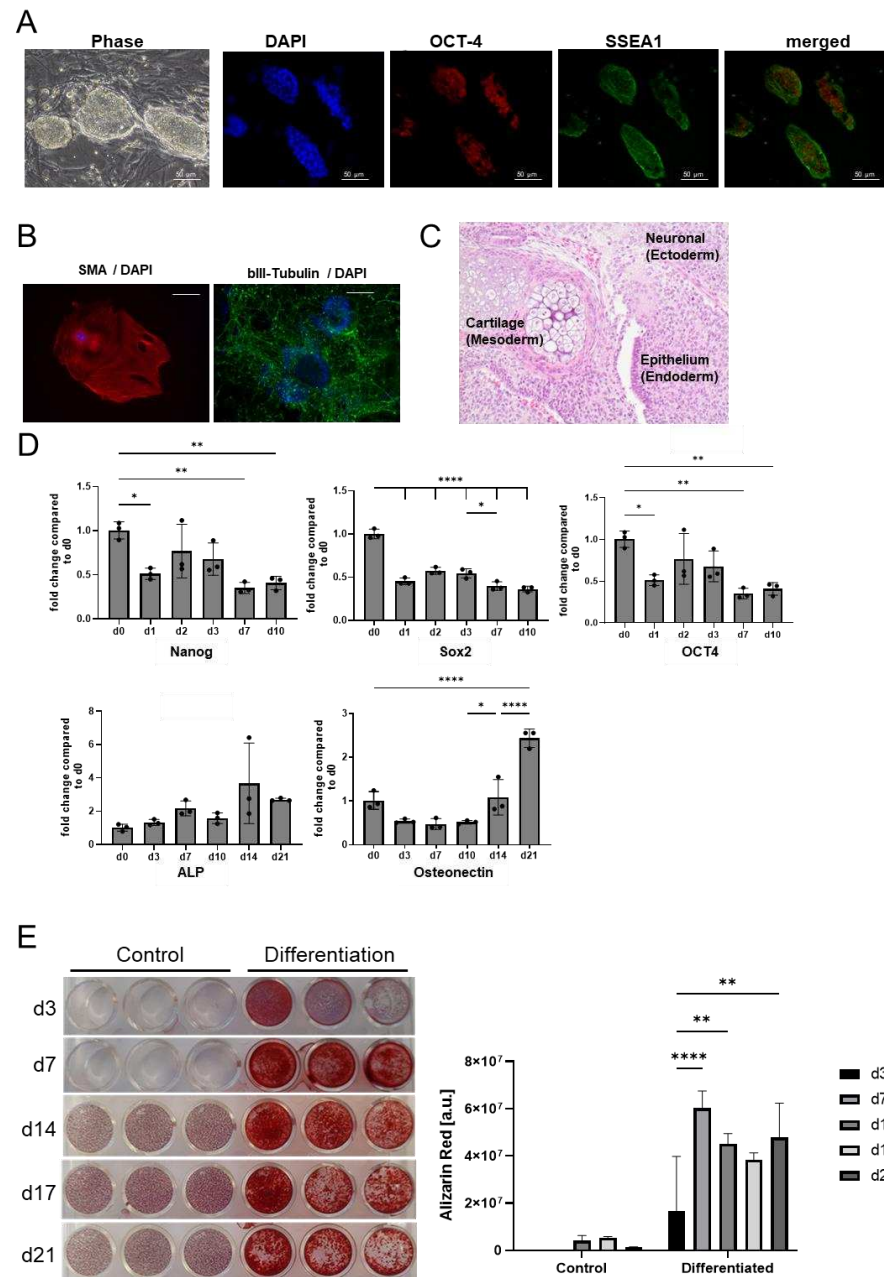 A
Phase
DAPI
OCT-4
SSEA1
merged
50 µm
50 µm
50 µm
50 µm
50 µm
B
SMA / DAPI
bIII-Tubulin / DAPI
C
Neuronal
(Ectoderm)
Cartilage
(Mesoderm)
Epithelium
(Endoderm)
D
fold change compared
to d0
1.5
1.0
0.5
0.0
**
**
*
d0 d1 d2 d3 d7 d10
Nanog
fold change compared
to d0
1.5
1.0
0.5
0.0
****
*
d0 d1 d2 d3 d7 d10
Sox2
fold change compared
to d0
1.5
1.0
0.5
0.0
**
**
*
d0 d1 d2 d3 d7 d10
OCT4
fold change compared
to d0
8
6
4
2
0
d0 d3 d7 d10 d14 d21
ALP
fold change compared
to d0
3
2
1
0
****
* ****
d0 d3 d7 d10 d14 d21
Osteonectin
E
Control Differentiation
d3
d7
d14
d17
d21
Alizarin Red [a.u.]
8×10⁷
6×10⁷
4×10⁷
2×10⁷
0
**
**
****
Control Differentiated
d3
d7
d1
d1
d2